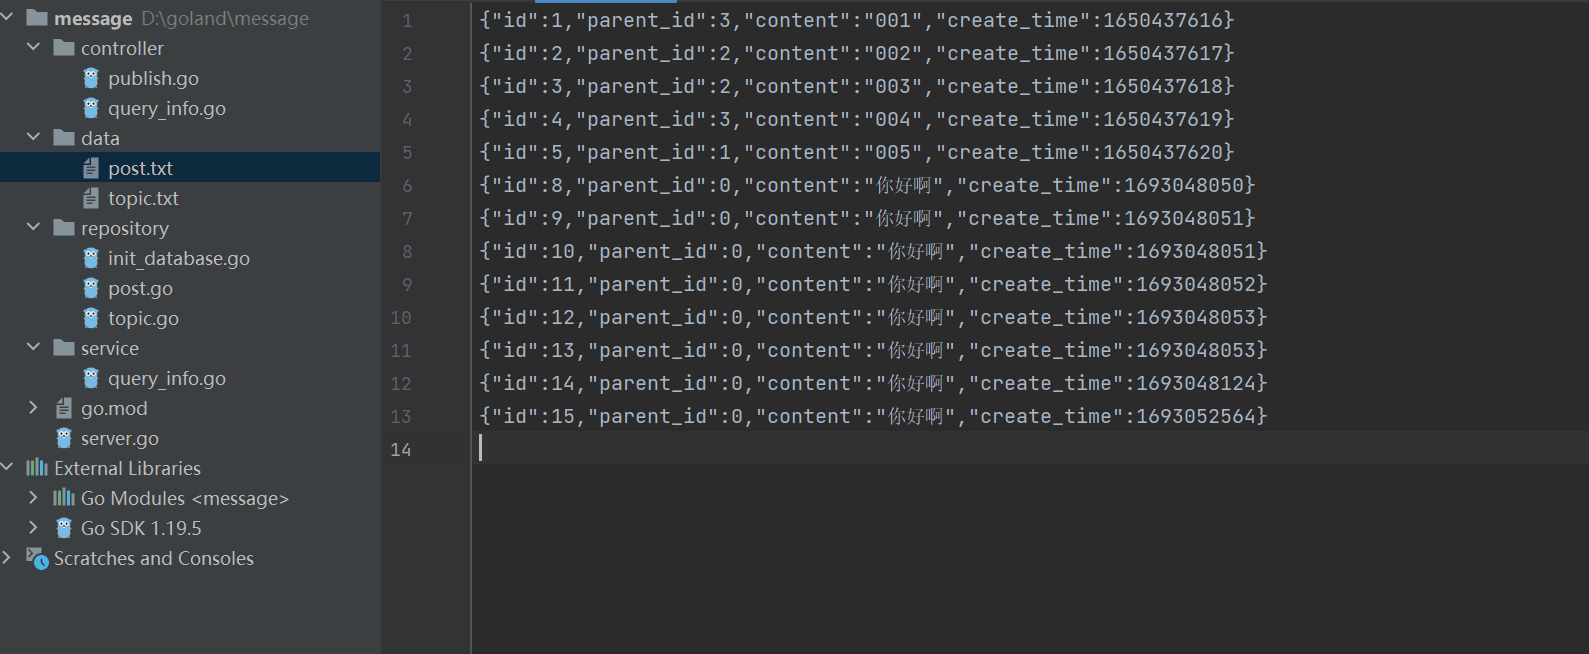 message D:\goland\message
controller
publish.go
query_info.go
data
post.txt
topic.txt
repository
init_database.go
post.go
topic.go
service
query_info.go
go.mod
server.go
External Libraries
Go Modules <message>
Go SDK 1.19.5
Scratches and Consoles
1 {"id":1,"parent_id":3,"content":"001","create_time":1650437616}
2 {"id":2,"parent_id":2,"content":"002","create_time":1650437617}
3 {"id":3,"parent_id":2,"content":"003","create_time":1650437618}
4 {"id":4,"parent_id":3,"content":"004","create_time":1650437619}
5 {"id":5,"parent_id":1,"content":"005","create_time":1650437620}
6 {"id":8,"parent_id":0,"content":"你好啊","create_time":1693048050}
7 {"id":9,"parent_id":0,"content":"你好啊","create_time":1693048051}
8 {"id":10,"parent_id":0,"content":"你好啊","create_time":1693048051}
9 {"id":11,"parent_id":0,"content":"你好啊","create_time":1693048052}
10 {"id":12,"parent_id":0,"content":"你好啊","create_time":1693048053}
11 {"id":13,"parent_id":0,"content":"你好啊","create_time":1693048053}
12 {"id":14,"parent_id":0,"content":"你好啊","create_time":1693048124}
13 {"id":15,"parent_id":0,"content":"你好啊","create_time":1693052564}
14